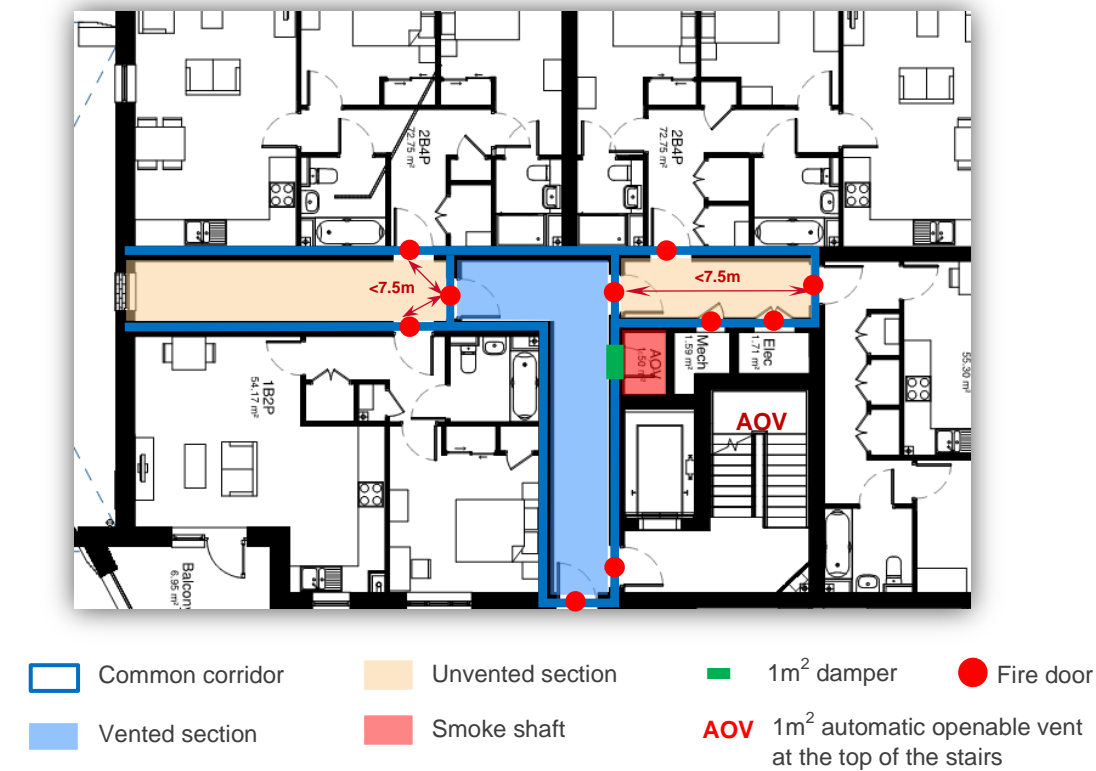 2B4P
72.75 m²
2B4P
72.75 m²
<7.5m
<7.5m
AOV
1.50 m²
Mech
1.59 m²
Elec
1.71 m²
55.30 m²
1B2P
54.17 m²
AOV
Balcony
6.95 m²
Common corridor
Unvented section
1m² damper
Fire door
Vented section
Smoke shaft
AOV
1m² automatic openable vent
at the top of the stairs